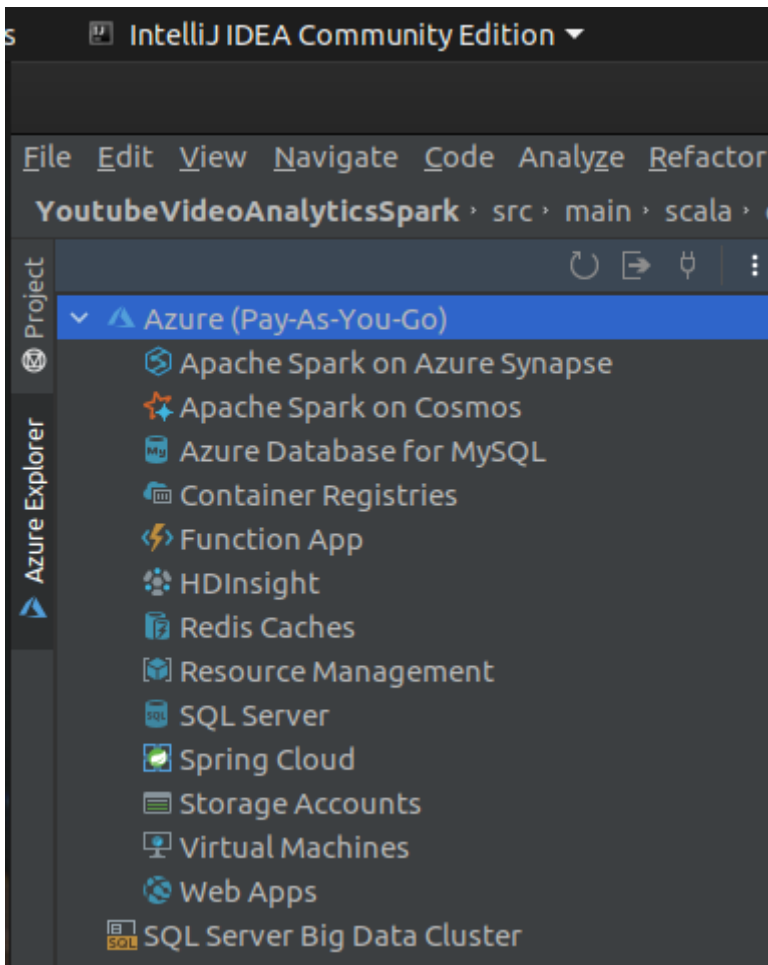 s IntelliJ IDEA Community Edition
File Edit View Navigate Code Analyze Refactor
YoutubeVideoAnalyticsSpark › src › main › scala ›
Project
Azure Explorer
Azure (Pay-As-You-Go)
Apache Spark on Azure Synapse
Apache Spark on Cosmos
Azure Database for MySQL
Container Registries
Function App
HDInsight
Redis Caches
Resource Management
SQL Server
Spring Cloud
Storage Accounts
Virtual Machines
Web Apps
SQL Server Big Data Cluster